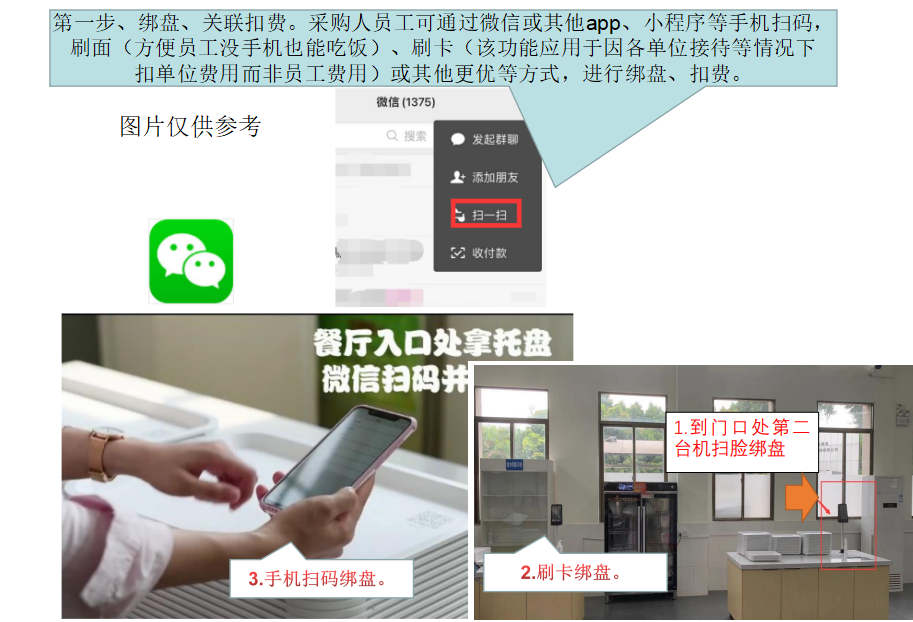 第一步、绑盘、关联扣费。采购人员工可通过微信或其他app、小程序等手机扫码，
刷面（方便员工没手机也能吃饭）、刷卡（该功能应用于因各单位接待等情况下
扣单位费用而非员工费用）或其他更优等方式，进行绑盘、扣费。
图片仅供参考
微信(1375)
搜索
发起群聊
添加朋友
扫一扫
收付款
餐厅入口处拿托盘
微信扫码并
1.到门口处第二
台机扫脸绑盘
3.手机扫码绑盘。
2.刷卡绑盘。